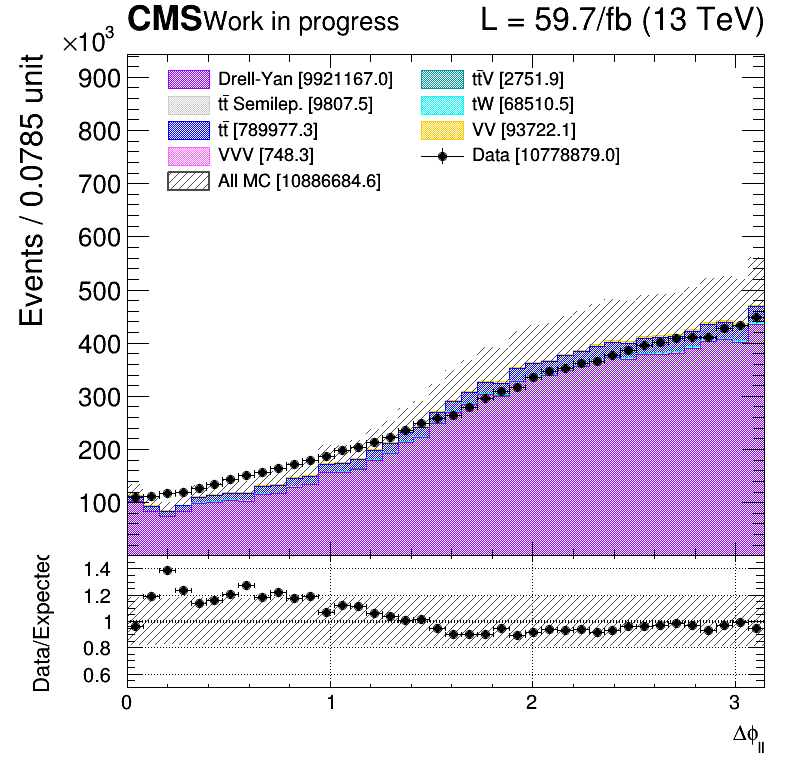 CMS Work in progress L = 59.7/fb (13 TeV)
×10³
Events / 0.0785 unit
900
800
700
600
500
400
300
200
100
Drell-Yan [9921167.0]
tt̄ Semilep. [9807.5]
tt̄ [789977.3]
VVV [748.3]
All MC [10886684.6]
tt̄V [2751.9]
tW [68510.5]
VV [93722.1]
Data [10778879.0]
Data/Expected
1.4
1.2
1
0.8
0.6
0 1 2 3
Δϕ_ll